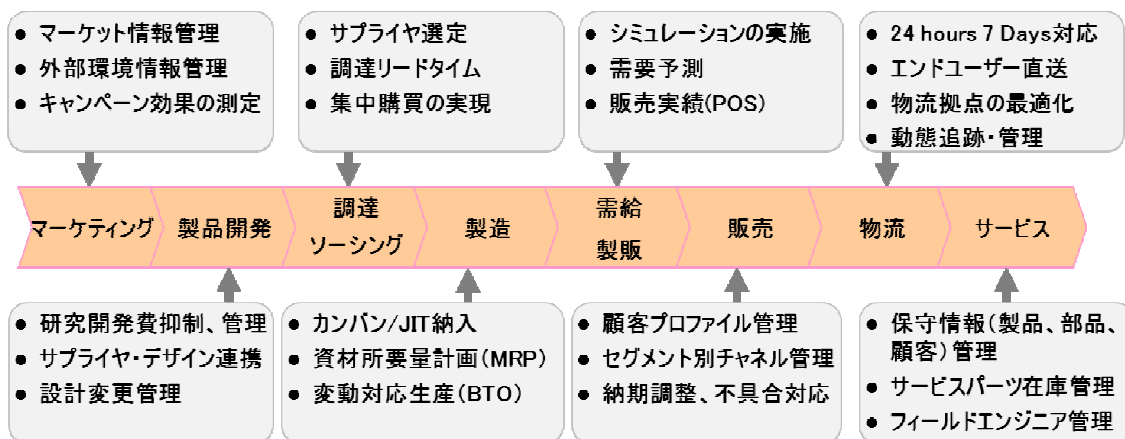 ● マーケット情報管理
● 外部環境情報管理
● キャンペーン効果の測定
● サプライヤ選定
● 調達リードタイム
● 集中購買の実現
● シミュレーションの実施
● 需要予測
● 販売実績(POS)
● 24 hours 7 Days対応
● エンドユーザー直送
● 物流拠点の最適化
● 動態追跡・管理
マーケティング
製品開発
調達
ソーシング
製造
需給
製販
販売
物流
サービス
● 研究開発費抑制、管理
● サプライヤ・デザイン連携
● 設計変更管理
● カンバン/JIT納入
● 資材所要量計画(MRP)
● 変動対応生産(BTO)
● 顧客プロファイル管理
● セグメント別チャネル管理
● 納期調整、不具合対応
● 保守情報(製品、部品、
顧客)管理
● サービスパーツ在庫管理
● フィールドエンジニア管理